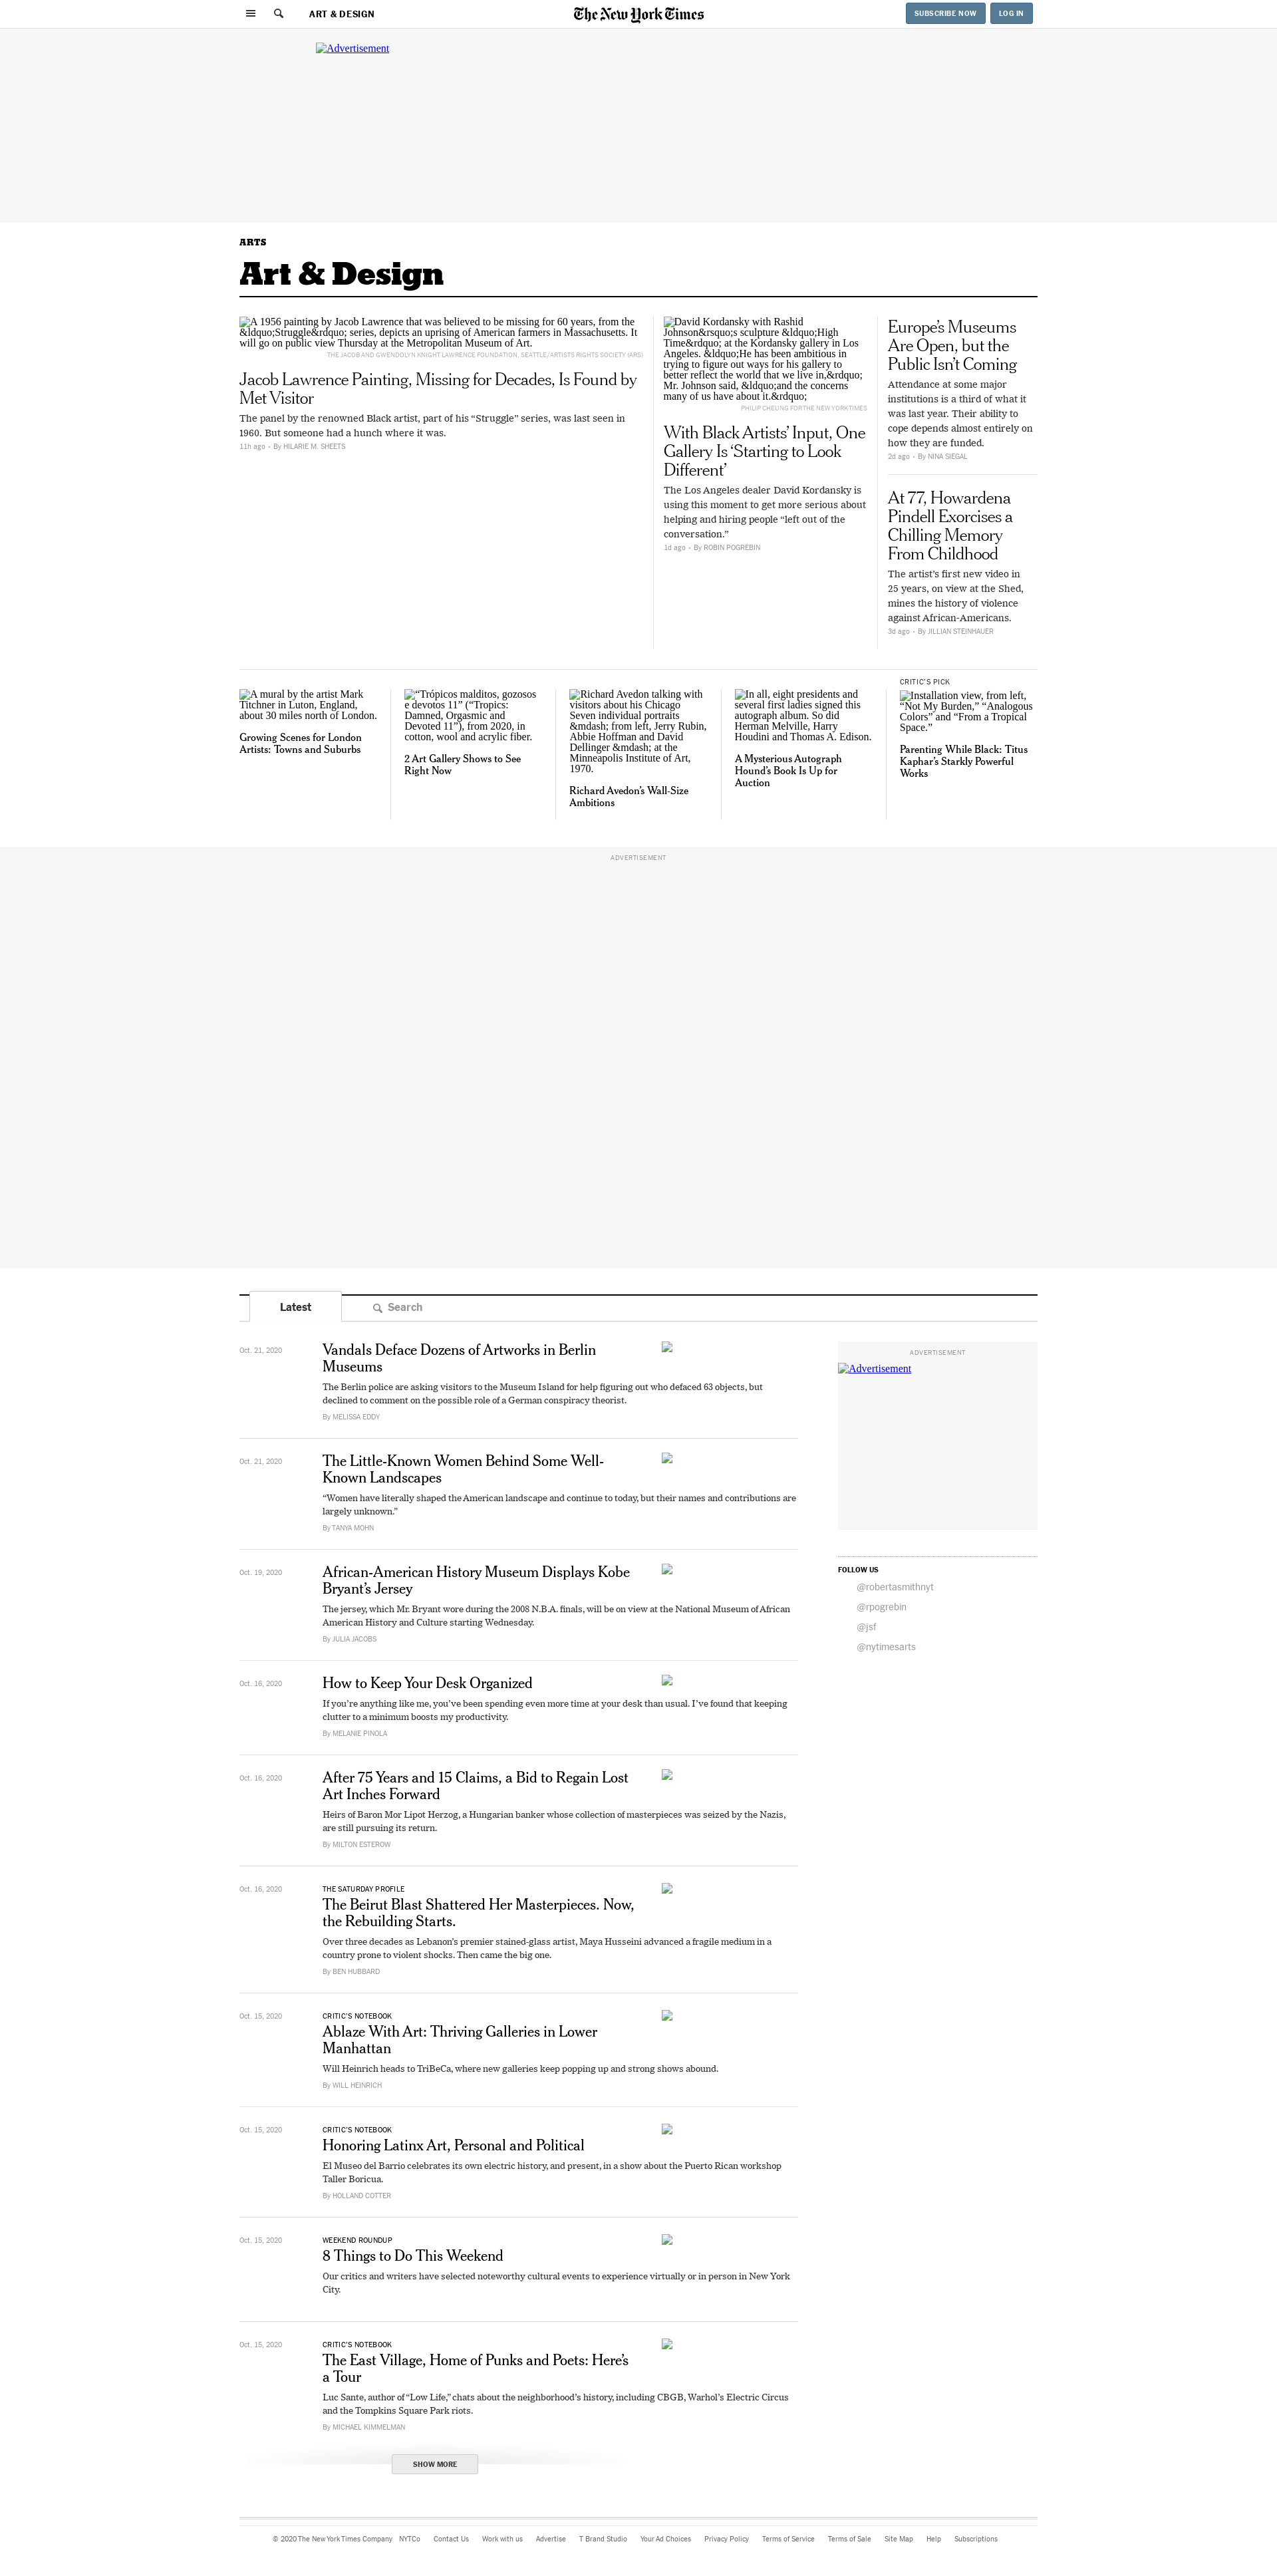 ART & DESIGN
The New York Times
SUBSCRIBE NOW
LOG IN
Advertisement
ARTS
Art & Design
A 1956 painting by Jacob Lawrence that was believed to be missing for 60 years, from the
&ldquo;Struggle&rdquo; series, depicts an uprising of American farmers in Massachusetts. It
will go on public view Thursday at the Metropolitan Museum of Art.
THE JACOB AND GWENDOLYN KNIGHT LAWRENCE FOUNDATION, SEATTLE/ARTISTS RIGHTS SOCIETY (ARS)
Jacob Lawrence Painting, Missing for Decades, Is Found by
Met Visitor
The panel by the renowned Black artist, part of his “Struggle” series, was last seen in
1960. But someone had a hunch where it was.
11h ago • By HILARIE M. SHEETS
David Kordansky with Rashid
Johnson&rsquo;s sculpture &ldquo;High
Time&rdquo; at the Kordansky gallery in Los
Angeles. &ldquo;He has been ambitious in
trying to figure out ways for his gallery to
better reflect the world that we live in,&rdquo;
Mr. Johnson said, &ldquo;and the concerns
many of us have about it.&rdquo;
PHILIP CHEUNG FOR THE NEW YORK TIMES
With Black Artists’ Input, One
Gallery Is ‘Starting to Look
Different’
The Los Angeles dealer David Kordansky is
using this moment to get more serious about
helping and hiring people “left out of the
conversation.”
1d ago • By ROBIN POGREBIN
Europe’s Museums
Are Open, but the
Public Isn’t Coming
Attendance at some major
institutions is a third of what it
was last year. Their ability to
cope depends almost entirely on
how they are funded.
2d ago • By NINA SIEGAL
At 77, Howardena
Pindell Exorcises a
Chilling Memory
From Childhood
The artist’s first new video in
25 years, on view at the Shed,
mines the history of violence
against African-Americans.
3d ago • By JILLIAN STEINHAUER
A mural by the artist Mark
Titchner in Luton, England,
about 30 miles north of London.
Growing Scenes for London
Artists: Towns and Suburbs
“Trópicos malditos, gozosos
e devotos 11” (“Tropics:
Damned, Orgasmic and
Devoted 11”), from 2020, in
cotton, wool and acrylic fiber.
2 Art Gallery Shows to See
Right Now
Richard Avedon talking with
visitors about his Chicago
Seven individual portraits
&mdash; from left, Jerry Rubin,
Abbie Hoffman and David
Dellinger &mdash; at the
Minneapolis Institute of Art,
1970.
Richard Avedon’s Wall-Size
Ambitions
In all, eight presidents and
several first ladies signed this
autograph album. So did
Herman Melville, Harry
Houdini and Thomas A. Edison.
A Mysterious Autograph
Hound’s Book Is Up for
Auction
CRITIC’S PICK
Installation view, from left,
“Not My Burden,” “Analogous
Colors” and “From a Tropical
Space.”
Parenting While Black: Titus
Kaphar’s Starkly Powerful
Works
ADVERTISEMENT
Latest
Search
Oct. 21, 2020
Vandals Deface Dozens of Artworks in Berlin
Museums
The Berlin police are asking visitors to the Museum Island for help figuring out who defaced 63 objects, but
declined to comment on the possible role of a German conspiracy theorist.
By MELISSA EDDY
Oct. 21, 2020
The Little-Known Women Behind Some Well-
Known Landscapes
“Women have literally shaped the American landscape and continue to today, but their names and contributions are
largely unknown.”
By TANYA MOHN
Oct. 19, 2020
African-American History Museum Displays Kobe
Bryant’s Jersey
The jersey, which Mr. Bryant wore during the 2008 N.B.A. finals, will be on view at the National Museum of African
American History and Culture starting Wednesday.
By JULIA JACOBS
Oct. 16, 2020
How to Keep Your Desk Organized
If you’re anything like me, you’ve been spending even more time at your desk than usual. I’ve found that keeping
clutter to a minimum boosts my productivity.
By MELANIE PINOLA
Oct. 16, 2020
After 75 Years and 15 Claims, a Bid to Regain Lost
Art Inches Forward
Heirs of Baron Mor Lipot Herzog, a Hungarian banker whose collection of masterpieces was seized by the Nazis,
are still pursuing its return.
By MILTON ESTEROW
Oct. 16, 2020
THE SATURDAY PROFILE
The Beirut Blast Shattered Her Masterpieces. Now,
the Rebuilding Starts.
Over three decades as Lebanon’s premier stained-glass artist, Maya Husseini advanced a fragile medium in a
country prone to violent shocks. Then came the big one.
By BEN HUBBARD
Oct. 15, 2020
CRITIC’S NOTEBOOK
Ablaze With Art: Thriving Galleries in Lower
Manhattan
Will Heinrich heads to TriBeCa, where new galleries keep popping up and strong shows abound.
By WILL HEINRICH
Oct. 15, 2020
CRITIC’S NOTEBOOK
Honoring Latinx Art, Personal and Political
El Museo del Barrio celebrates its own electric history, and present, in a show about the Puerto Rican workshop
Taller Boricua.
By HOLLAND COTTER
Oct. 15, 2020
WEEKEND ROUNDUP
8 Things to Do This Weekend
Our critics and writers have selected noteworthy cultural events to experience virtually or in person in New York
City.
Oct. 15, 2020
CRITIC’S NOTEBOOK
The East Village, Home of Punks and Poets: Here’s
a Tour
Luc Sante, author of “Low Life,” chats about the neighborhood’s history, including CBGB, Warhol’s Electric Circus
and the Tompkins Square Park riots.
By MICHAEL KIMMELMAN
SHOW MORE
ADVERTISEMENT
Advertisement
FOLLOW US
@robertasmithnyt
@rpogrebin
@jsf
@nytimesarts
© 2020 The New York Times Company NYTCo Contact Us Work with us Advertise T Brand Studio Your Ad Choices Privacy Policy Terms of Service Terms of Sale Site Map Help Subscriptions